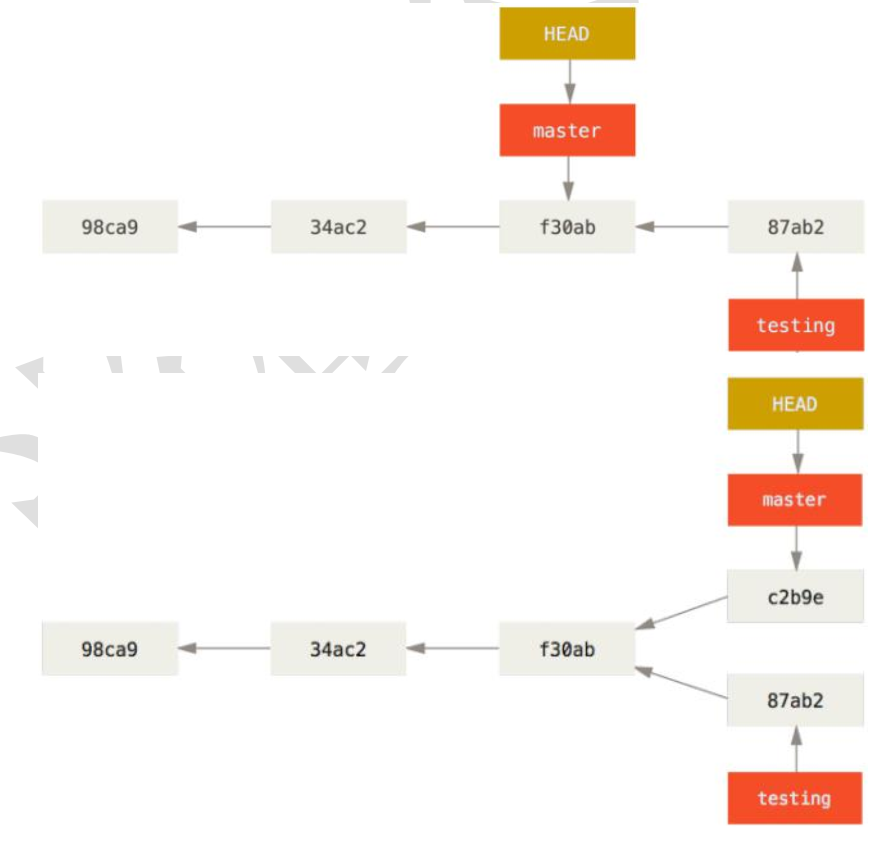 HEAD
master
98ca9 34ac2 f30ab 87ab2
testing
HEAD
master
c2b9e
98ca9 34ac2 f30ab
87ab2
testing